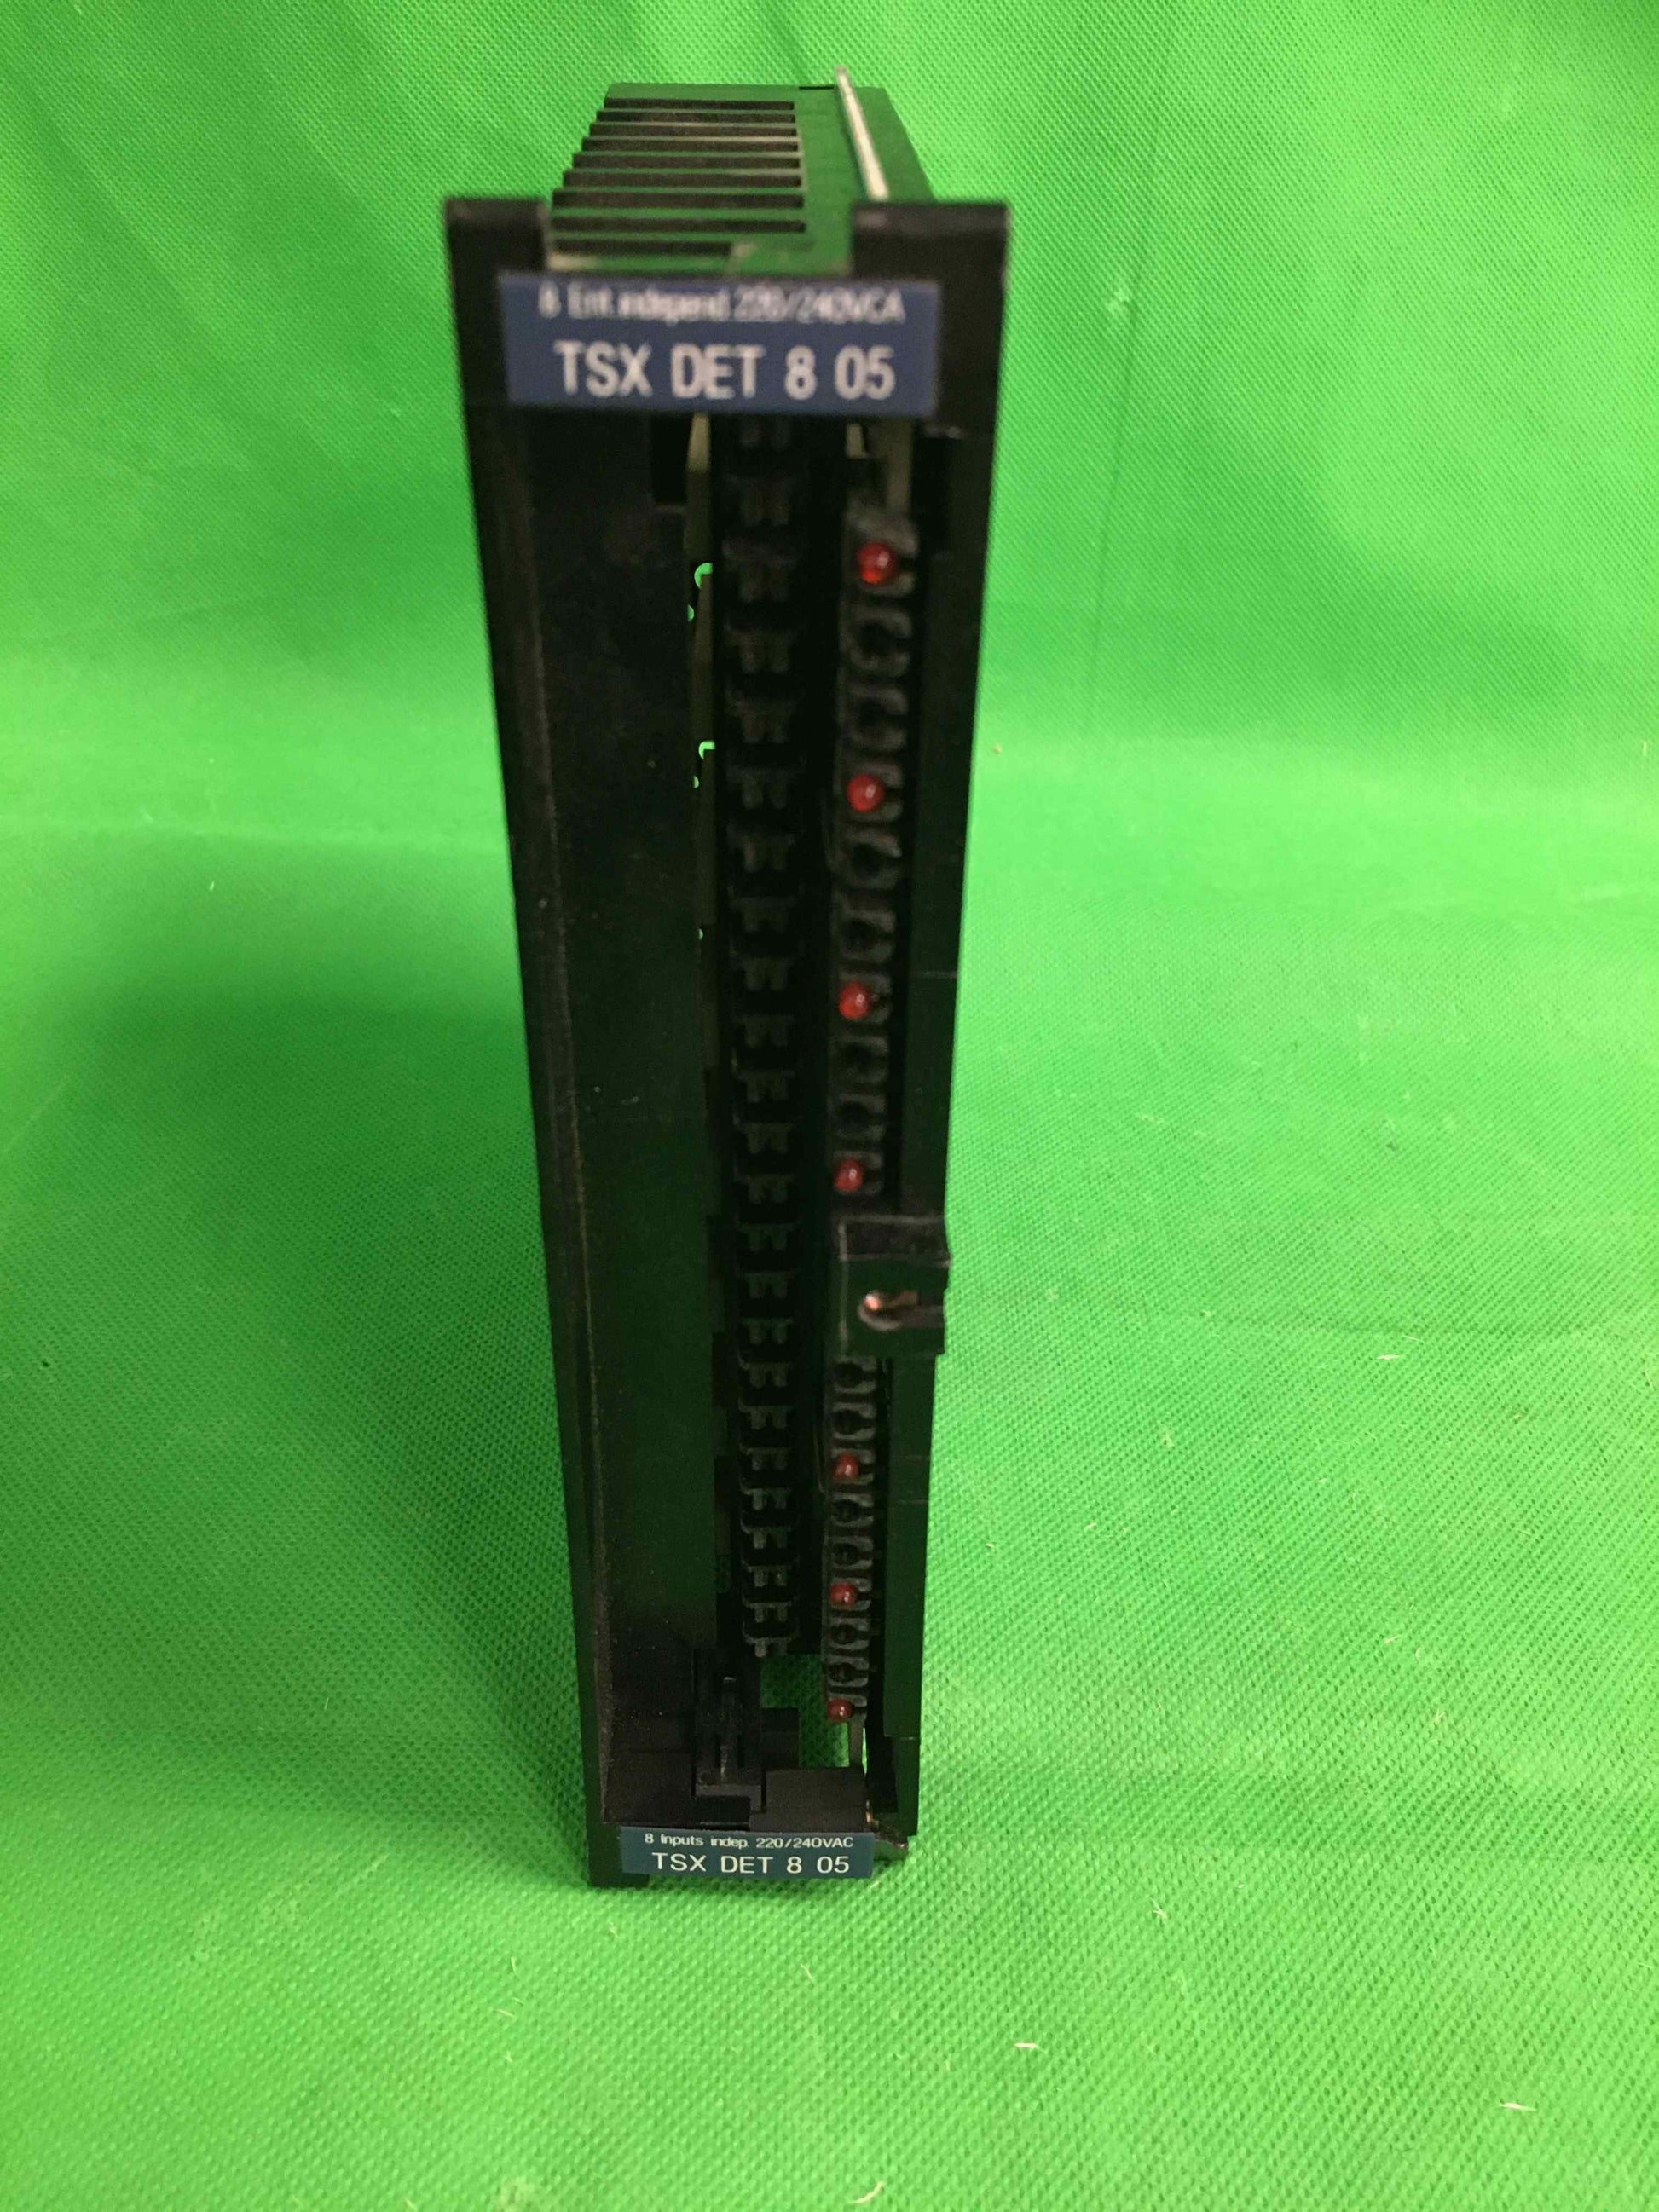 8 Ent.independ.220/240VCA
TSX DET 8 05
8 Inputs indep. 220/240VAC
TSX DET 8 05